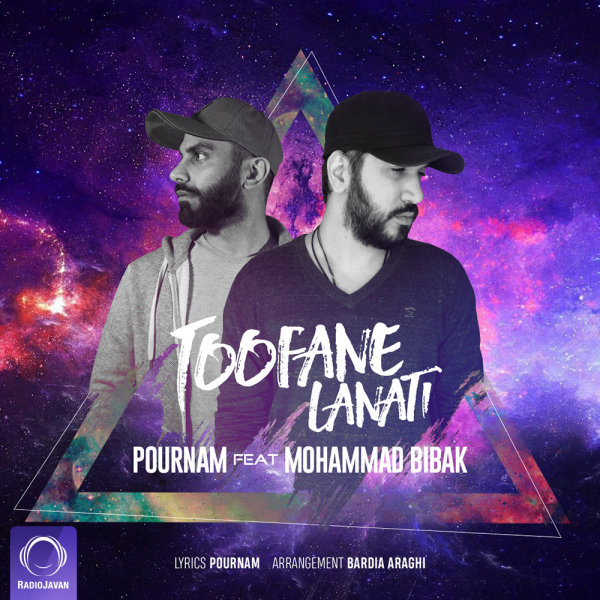 TOOFANE
LANATI
POURNAM FEAT MOHAMMAD BIBAK
LYRICS POURNAM ARRANGEMENT BARDIA ARAGHI
RADIOJAVAN